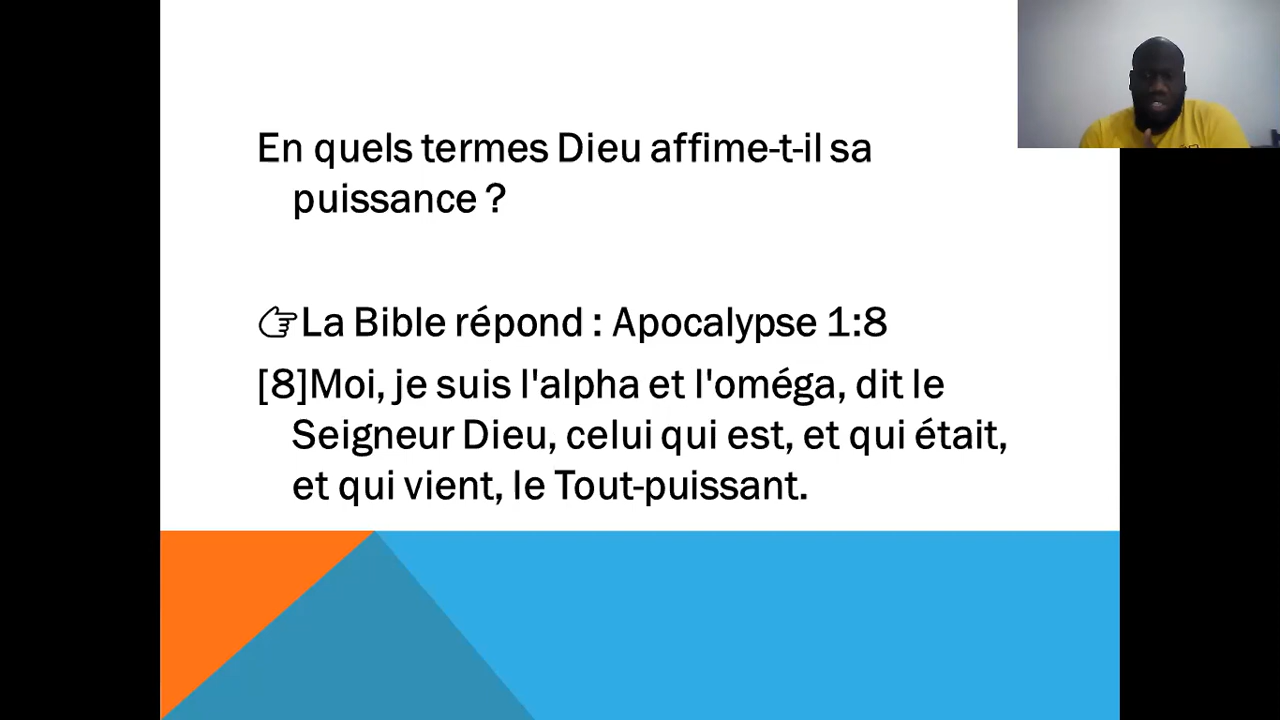 En quels termes Dieu affime-t-il sa
puissance ?
☞La Bible répond : Apocalypse 1:8
[8]Moi, je suis l'alpha et l'oméga, dit le
Seigneur Dieu, celui qui est, et qui était,
et qui vient, le Tout-puissant.